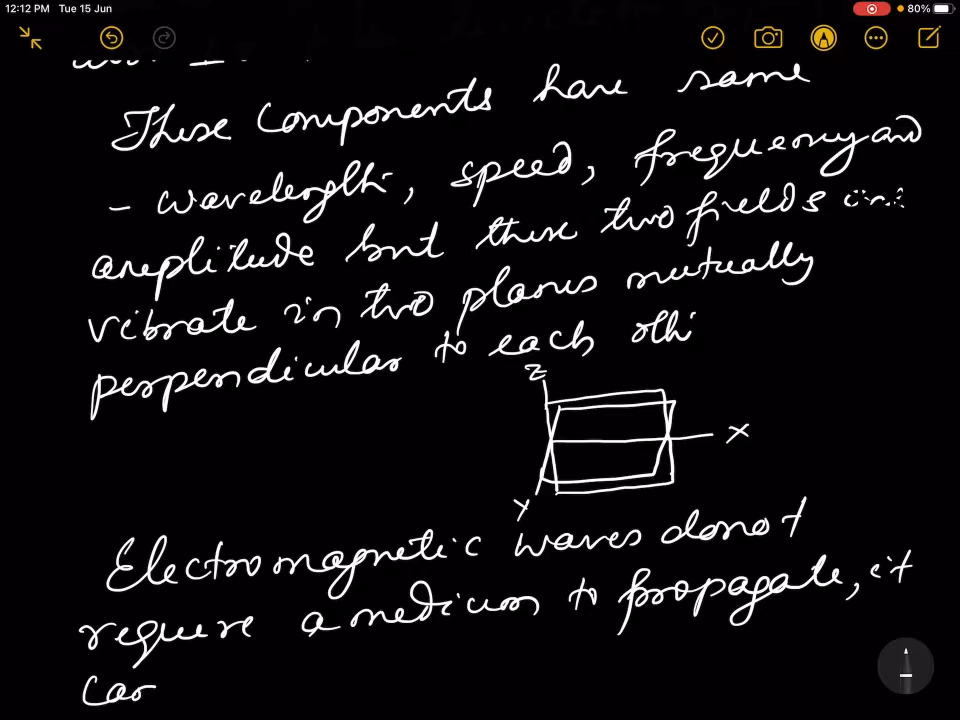 12:12 PM Tue 15 Jun
80%
These components have same
- wavelength, speed, frequency and
amplitude but these two fields
vibrate in two planes mutually
perpendicular to each othe
Z
X
Y
Electromagnetic waves donot
require a medium to propagate, it
can